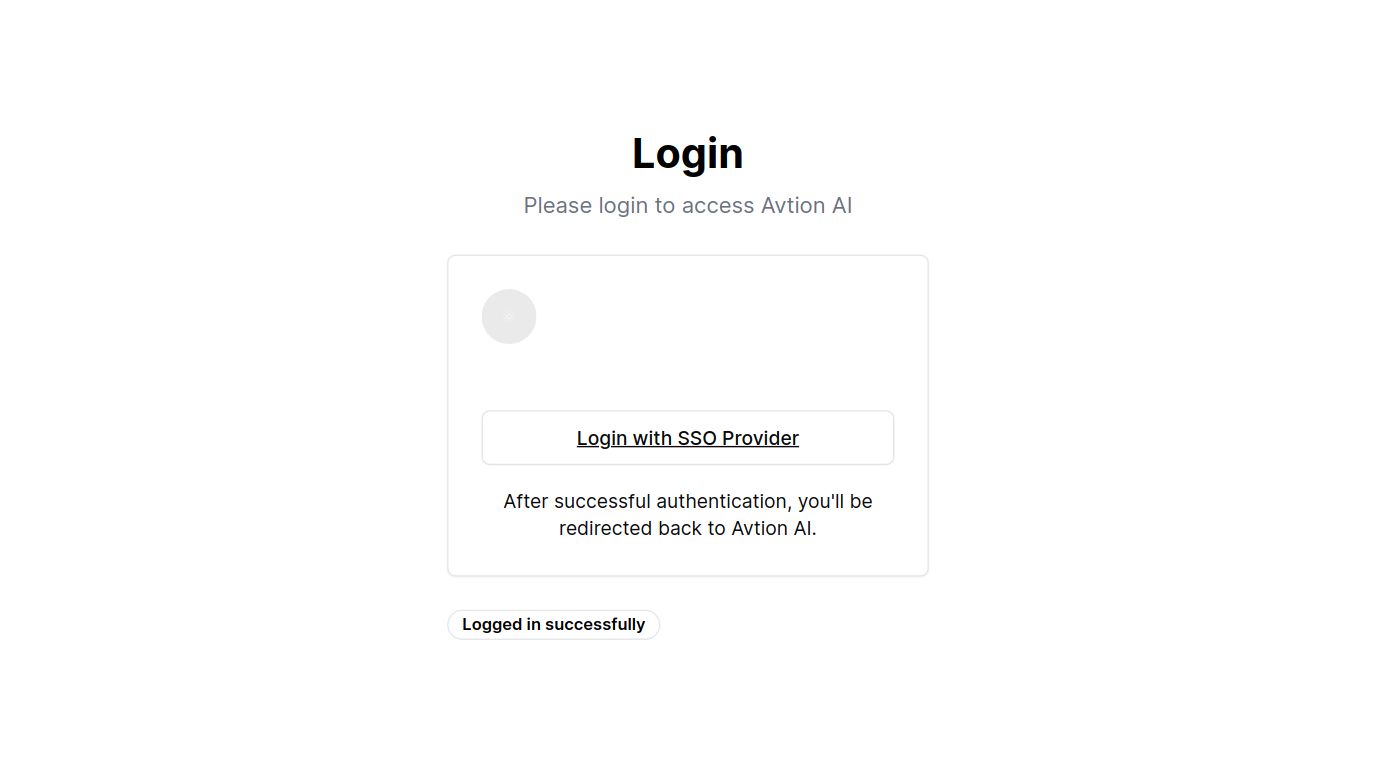 Login
Please login to access Avtion AI
Login with SSO Provider
After successful authentication, you'll be
redirected back to Avtion AI.
Logged in successfully